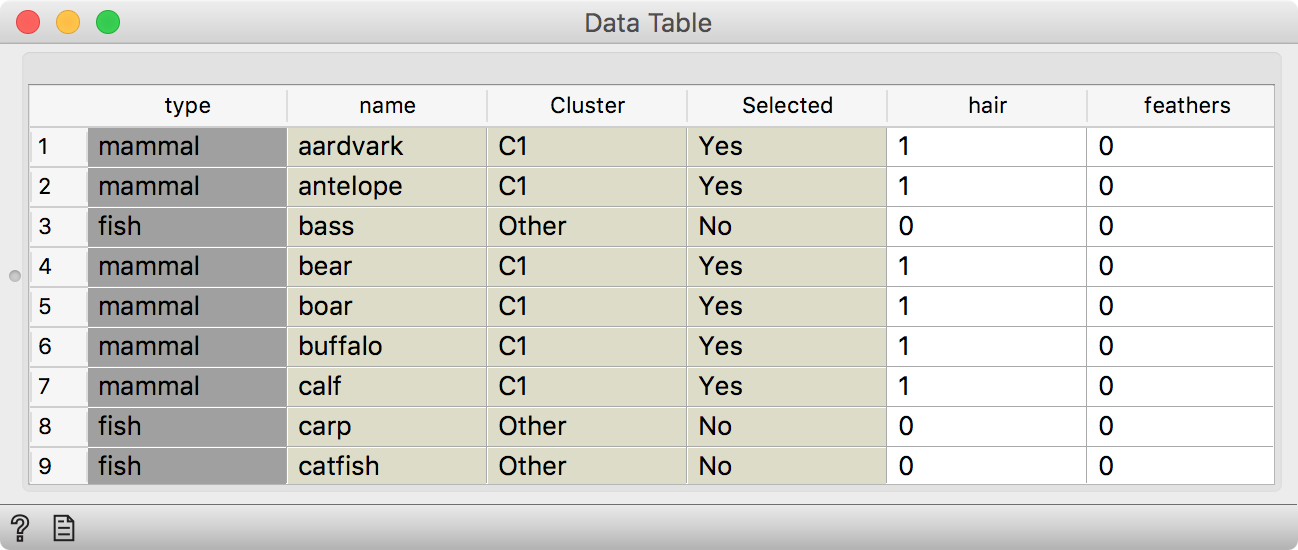 Data Table
type name Cluster Selected hair feathers
1 mammal aardvark C1 Yes 1 0
2 mammal antelope C1 Yes 1 0
3 fish bass Other No 0 0
4 mammal bear C1 Yes 1 0
5 mammal boar C1 Yes 1 0
6 mammal buffalo C1 Yes 1 0
7 mammal calf C1 Yes 1 0
8 fish carp Other No 0 0
9 fish catfish Other No 0 0
?